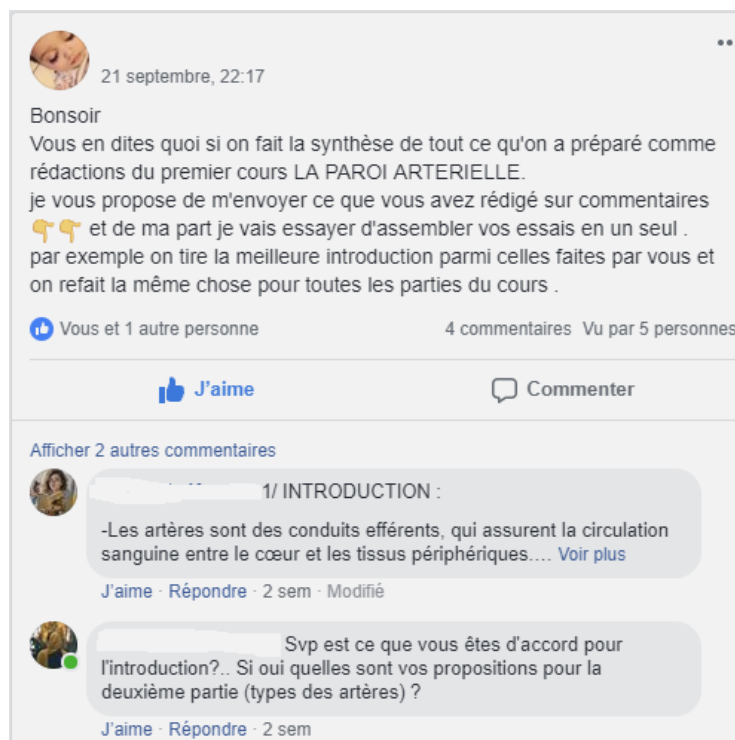 21 septembre, 22:17
Bonsoir
Vous en dites quoi si on fait la synthèse de tout ce qu'on a préparé comme
rédactions du premier cours LA PAROI ARTERIELLE.
je vous propose de m'envoyer ce que vous avez rédigé sur commentaires
👇👇 et de ma part je vais essayer d'assembler vos essais en un seul .
par exemple on tire la meilleure introduction parmi celles faites par vous et
on refait la même chose pour toutes les parties du cours .
Vous et 1 autre personne 4 commentaires Vu par 5 personnes
J'aime Commenter
Afficher 2 autres commentaires
1/ INTRODUCTION :
-Les artères sont des conduits efférents, qui assurent la circulation
sanguine entre le cœur et les tissus périphériques.... Voir plus
J'aime · Répondre · 2 sem · Modifié
Svp est ce que vous êtes d'accord pour
l'introduction?.. Si oui quelles sont vos propositions pour la
deuxième partie (types des artères) ?
J'aime · Répondre · 2 sem